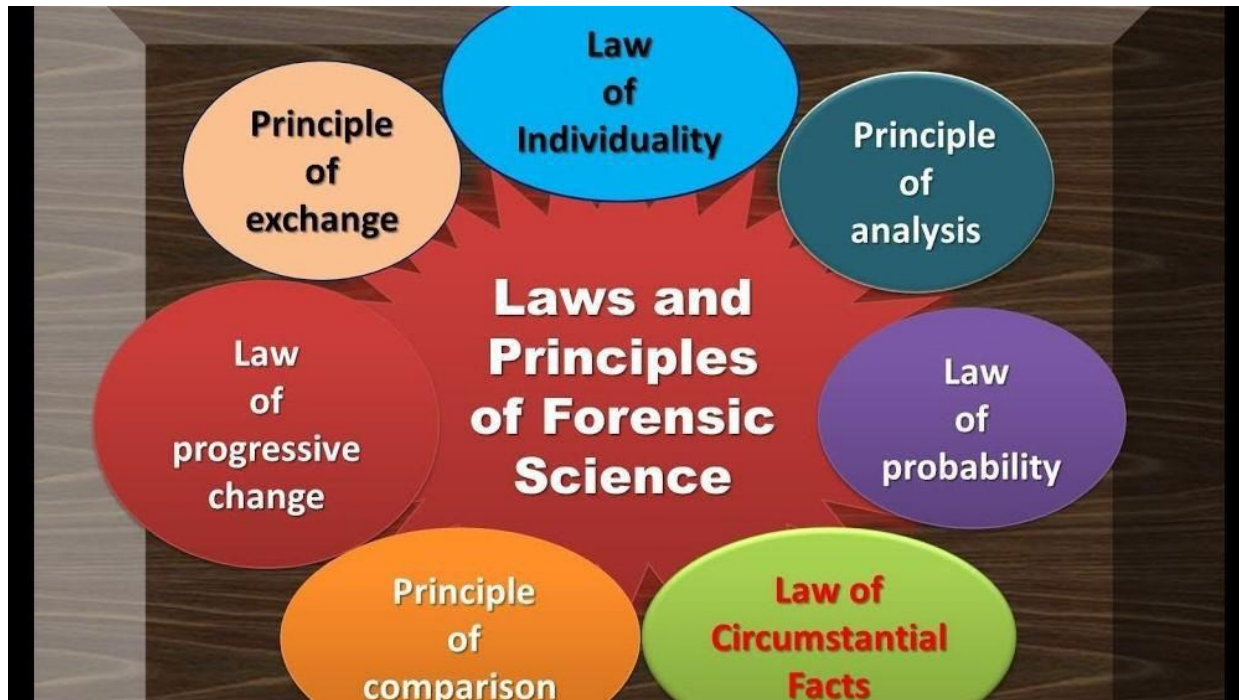 Law
of
Individuality
Principle
of
exchange
Principle
of
analysis
Laws and
Principles
of Forensic
Science
Law
of
progressive
change
Law
of
probability
Principle
of
comparison
Law of
Circumstantial
Facts